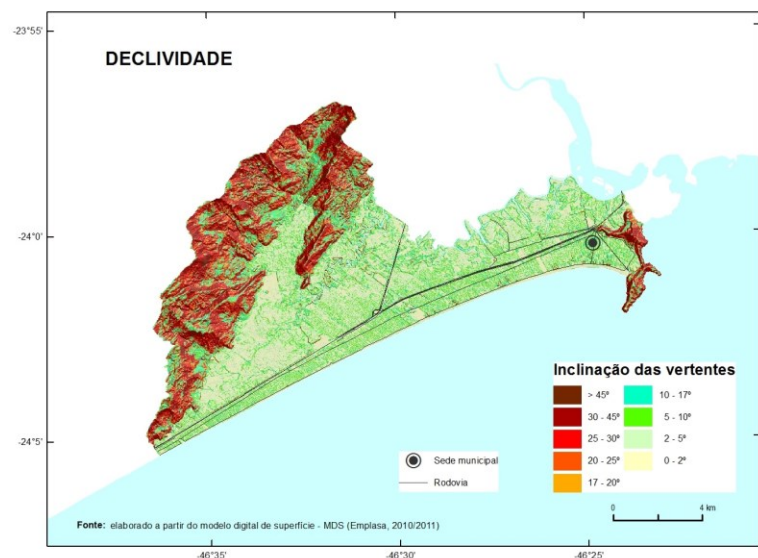 -23°55'
DECLIVIDADE
-24°0'
-24°5'
Inclinação das vertentes
> 45º
30 - 45º
25 - 30º
20 - 25º
17 - 20º
10 - 17º
5 - 10º
2 - 5º
0 - 2º
Sede municipal
Rodovia
0 4 km
Fonte: elaborado a partir do modelo digital de superfície - MDS (Emplasa, 2010/2011)
-46°35' -46°30' -46°25'